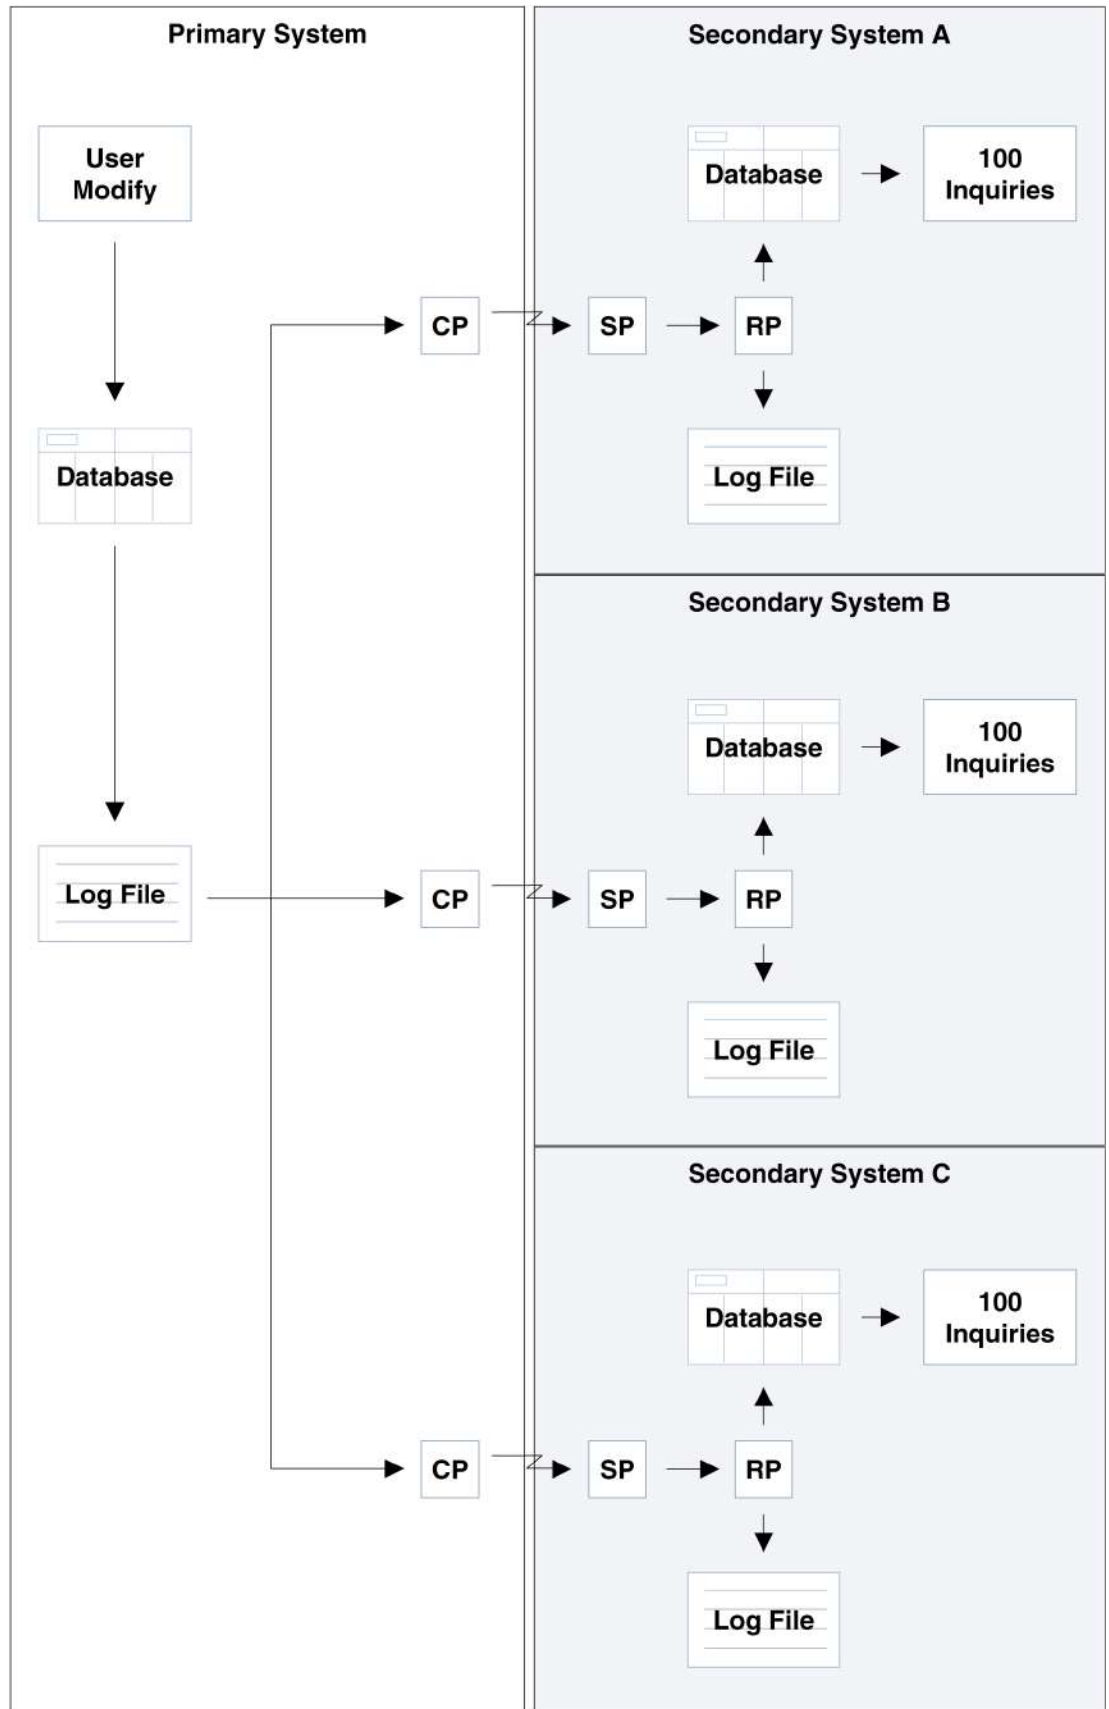 Primary System
User
Modify
Database
Log File
CP
CP
CP
Secondary System A
Database
100
Inquiries
SP
RP
Log File
Secondary System B
Database
100
Inquiries
SP
RP
Log File
Secondary System C
Database
100
Inquiries
SP
RP
Log File